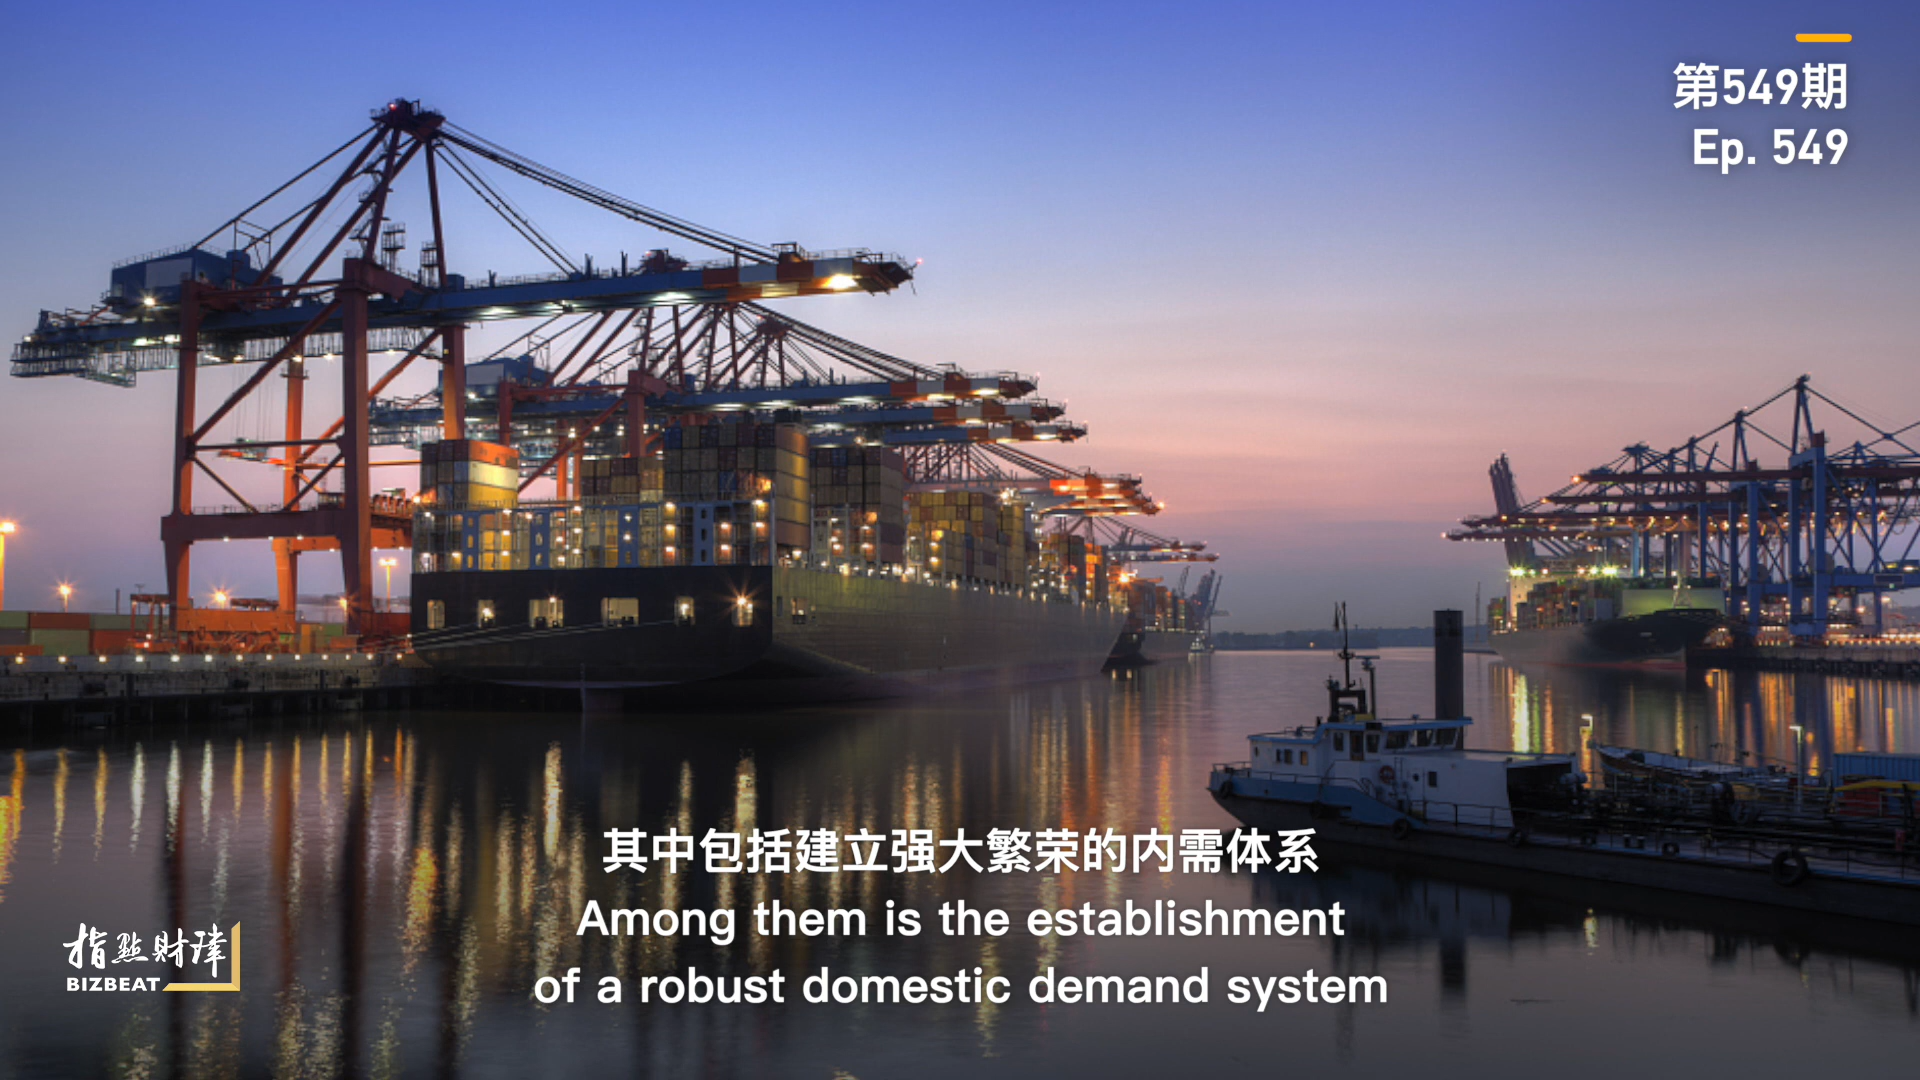 第549期
Ep. 549
其中包括建立强大繁荣的内需体系
Among them is the establishment
of a robust domestic demand system
指點財津
BIZBEAT